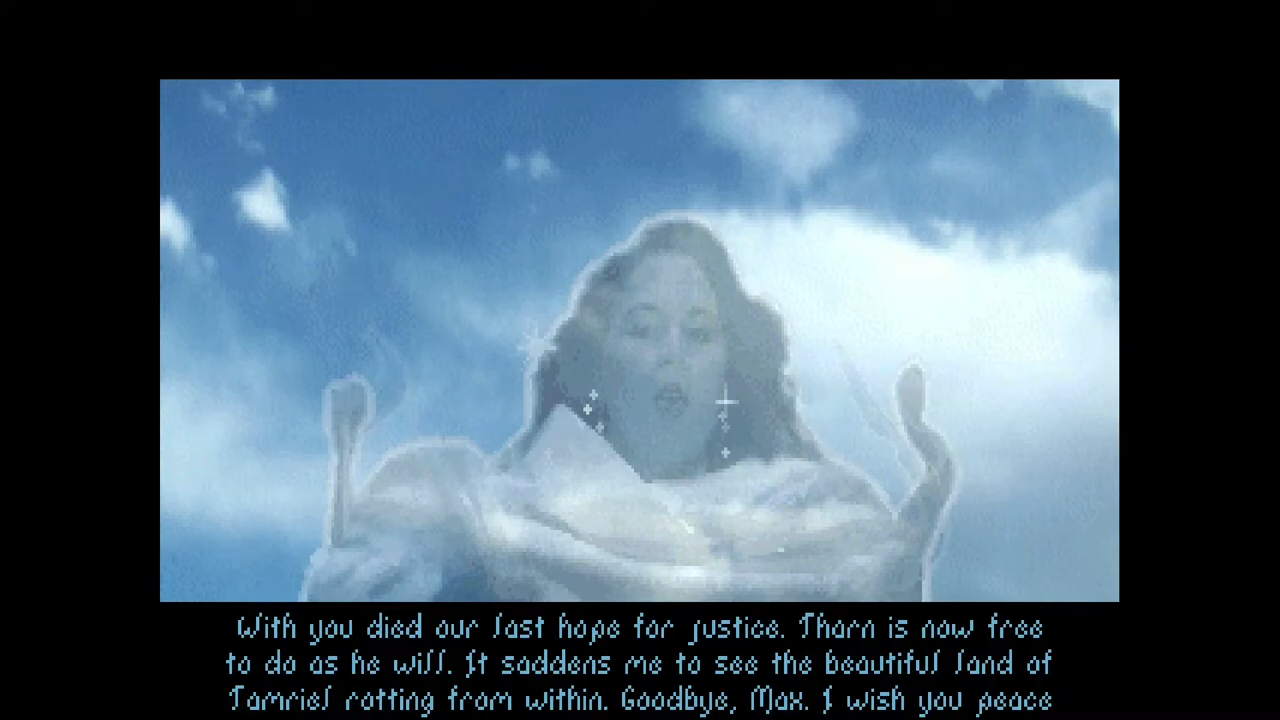 With you died our last hope for justice. Tharn is now free
to do as he will. It saddens me to see the beautiful land of
Tamriel rotting from within. Goodbye, Max. I wish you peace